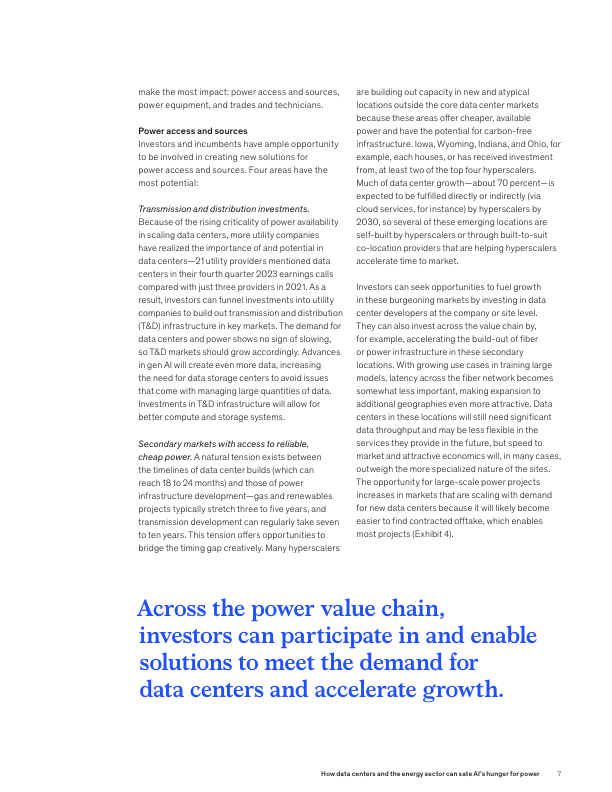 make the most impact: power access and sources,
power equipment, and trades and technicians.
Power access and sources
Investors and incumbents have ample opportunity
to be involved in creating new solutions for
power access and sources. Four areas have the
most potential:
Transmission and distribution investments.
Because of the rising criticality of power availability
in scaling data centers, more utility companies
have realized the importance of and potential in
data centers—21 utility providers mentioned data
centers in their fourth quarter 2023 earnings calls
compared with just three providers in 2021. As a
result, investors can funnel investments into utility
companies to build out transmission and distribution
(T&D) infrastructure in key markets. The demand for
data centers and power shows no sign of slowing,
so T&D markets should grow accordingly. Advances
in gen AI will create even more data, increasing
the need for data storage centers to avoid issues
that come with managing large quantities of data.
Investments in T&D infrastructure will allow for
better compute and storage systems.
Secondary markets with access to reliable,
cheap power. A natural tension exists between
the timelines of data center builds (which can
reach 18 to 24 months) and those of power
infrastructure development—gas and renewables
projects typically stretch three to five years, and
transmission development can regularly take seven
to ten years. This tension offers opportunities to
bridge the timing gap creatively. Many hyperscalers
are building out capacity in new and atypical
locations outside the core data center markets
because these areas offer cheaper, available
power and have the potential for carbon-free
infrastructure. Iowa, Wyoming, Indiana, and Ohio, for
example, each houses, or has received investment
from, at least two of the top four hyperscalers.
Much of data center growth—about 70 percent—is
expected to be fulfilled directly or indirectly (via
cloud services, for instance) by hyperscalers by
2030, so several of these emerging locations are
self-built by hyperscalers or through built-to-suit
co-location providers that are helping hyperscalers
accelerate time to market.
Investors can seek opportunities to fuel growth
in these burgeoning markets by investing in data
center developers at the company or site level.
They can also invest across the value chain by,
for example, accelerating the build-out of fiber
or power infrastructure in these secondary
locations. With growing use cases in training large
models, latency across the fiber network becomes
somewhat less important, making expansion to
additional geographies even more attractive. Data
centers in these locations will still need significant
data throughput and may be less flexible in the
services they provide in the future, but speed to
market and attractive economics will, in many cases,
outweigh the more specialized nature of the sites.
The opportunity for large-scale power projects
increases in markets that are scaling with demand
for new data centers because it will likely become
easier to find contracted offtake, which enables
most projects (Exhibit 4).
Across the power value chain,
investors can participate in and enable
solutions to meet the demand for
data centers and accelerate growth.
How data centers and the energy sector can sate AI's hunger for power 7